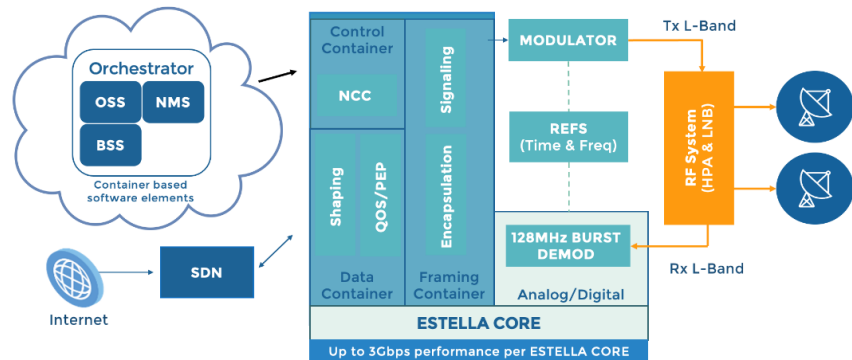 Orchestrator
OSS
NMS
BSS
Container based
software elements
Internet
SDN
Control
Container
NCC
Shaping
QOS/PEP
Data
Container
Signaling
Encapsulation
Framing
Container
MODULATOR
REFS
(Time & Freq)
128MHz BURST
DEMOD
Analog/Digital
ESTELLA CORE
Up to 3Gbps performance per ESTELLA CORE
Tx L-Band
RF System
(HPA & LNB)
Rx L-Band